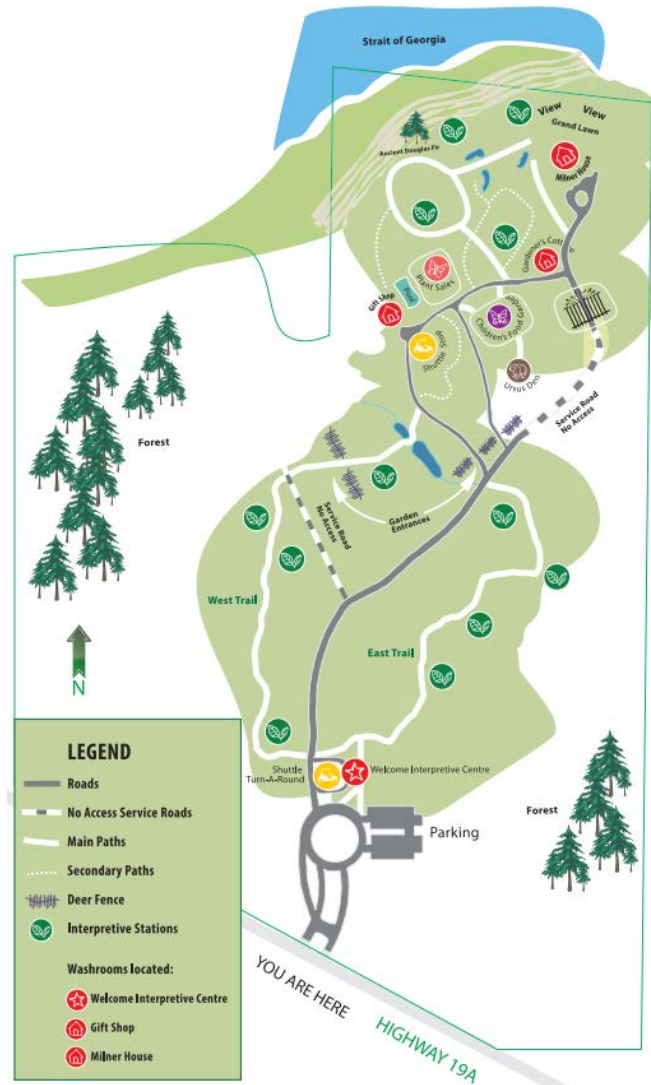 Strait of Georgia
View
View
Grand Lawn
Ancient Douglas Fir
Milner House
Gardener's Cottage
Plant Sales
Pool
Gift Shop
Children's Food Garden
Shuttle
Stop
Ursus Den
Service Road
No Access
Forest
Garden
Entrances
Service Road
No Access
West Trail
East Trail
N
Shuttle
Turn-A-Round
Welcome Interpretive Centre
Parking
Forest
LEGEND
Roads
No Access Service Roads
Main Paths
Secondary Paths
Deer Fence
Interpretive Stations
Washrooms located:
Welcome Interpretive Centre
Gift Shop
Milner House
YOU ARE HERE
HIGHWAY 19A